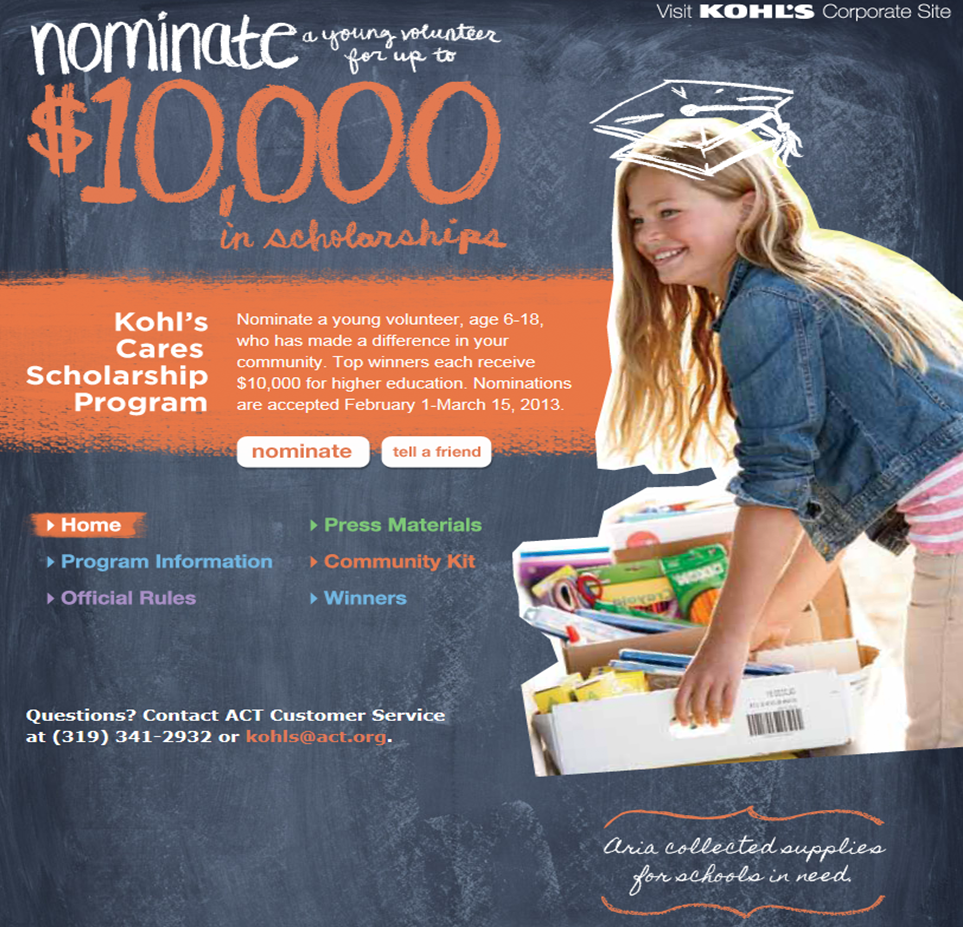 Visit KOHL'S Corporate Site
nominate a young volunteer
for up to
$10,000
in scholarships
Kohl's
Cares
Scholarship
Program
Nominate a young volunteer, age 6-18,
who has made a difference in your
community. Top winners each receive
$10,000 for higher education. Nominations
are accepted February 1-March 15, 2013.
nominate
tell a friend
Home
Program Information
Official Rules
Press Materials
Community Kit
Winners
Crayola
Questions? Contact ACT Customer Service
at (319) 341-2932 or kohls@act.org.
Aria collected supplies
for schools in need.